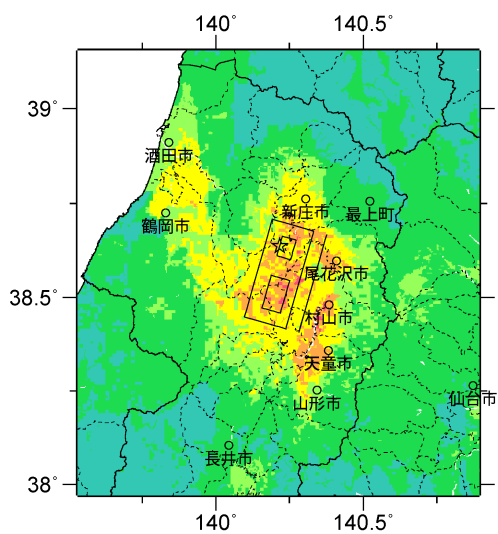 140° 140.5°
39°
酒田市
新庄市
最上町
鶴岡市
尾花沢市
38.5°
村山市
天童市
山形市
仙台市
長井市
38°
140° 140.5°